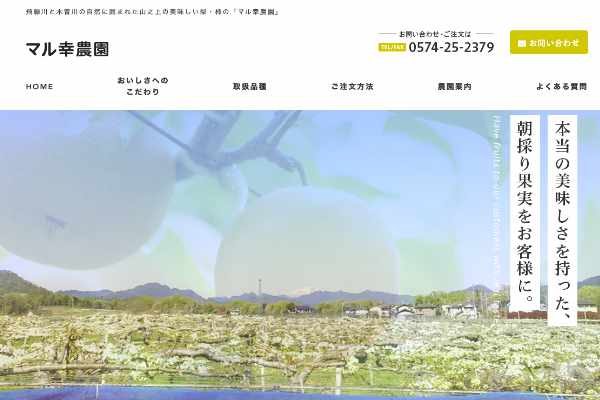 飛騨川と木曽川の自然に囲まれた山之上の美味しい梨・柿の「マル幸農園」
マル幸農園
お問い合わせ・ご注文は
TEL/FAX 0574-25-2379
お問い合わせ
HOME
おいしさへの
こだわり
取扱品種
ご注文方法
農園案内
よくある質問
本当の美味しさを持った、
朝採り果実をお客様に。
Have fruits to our customers